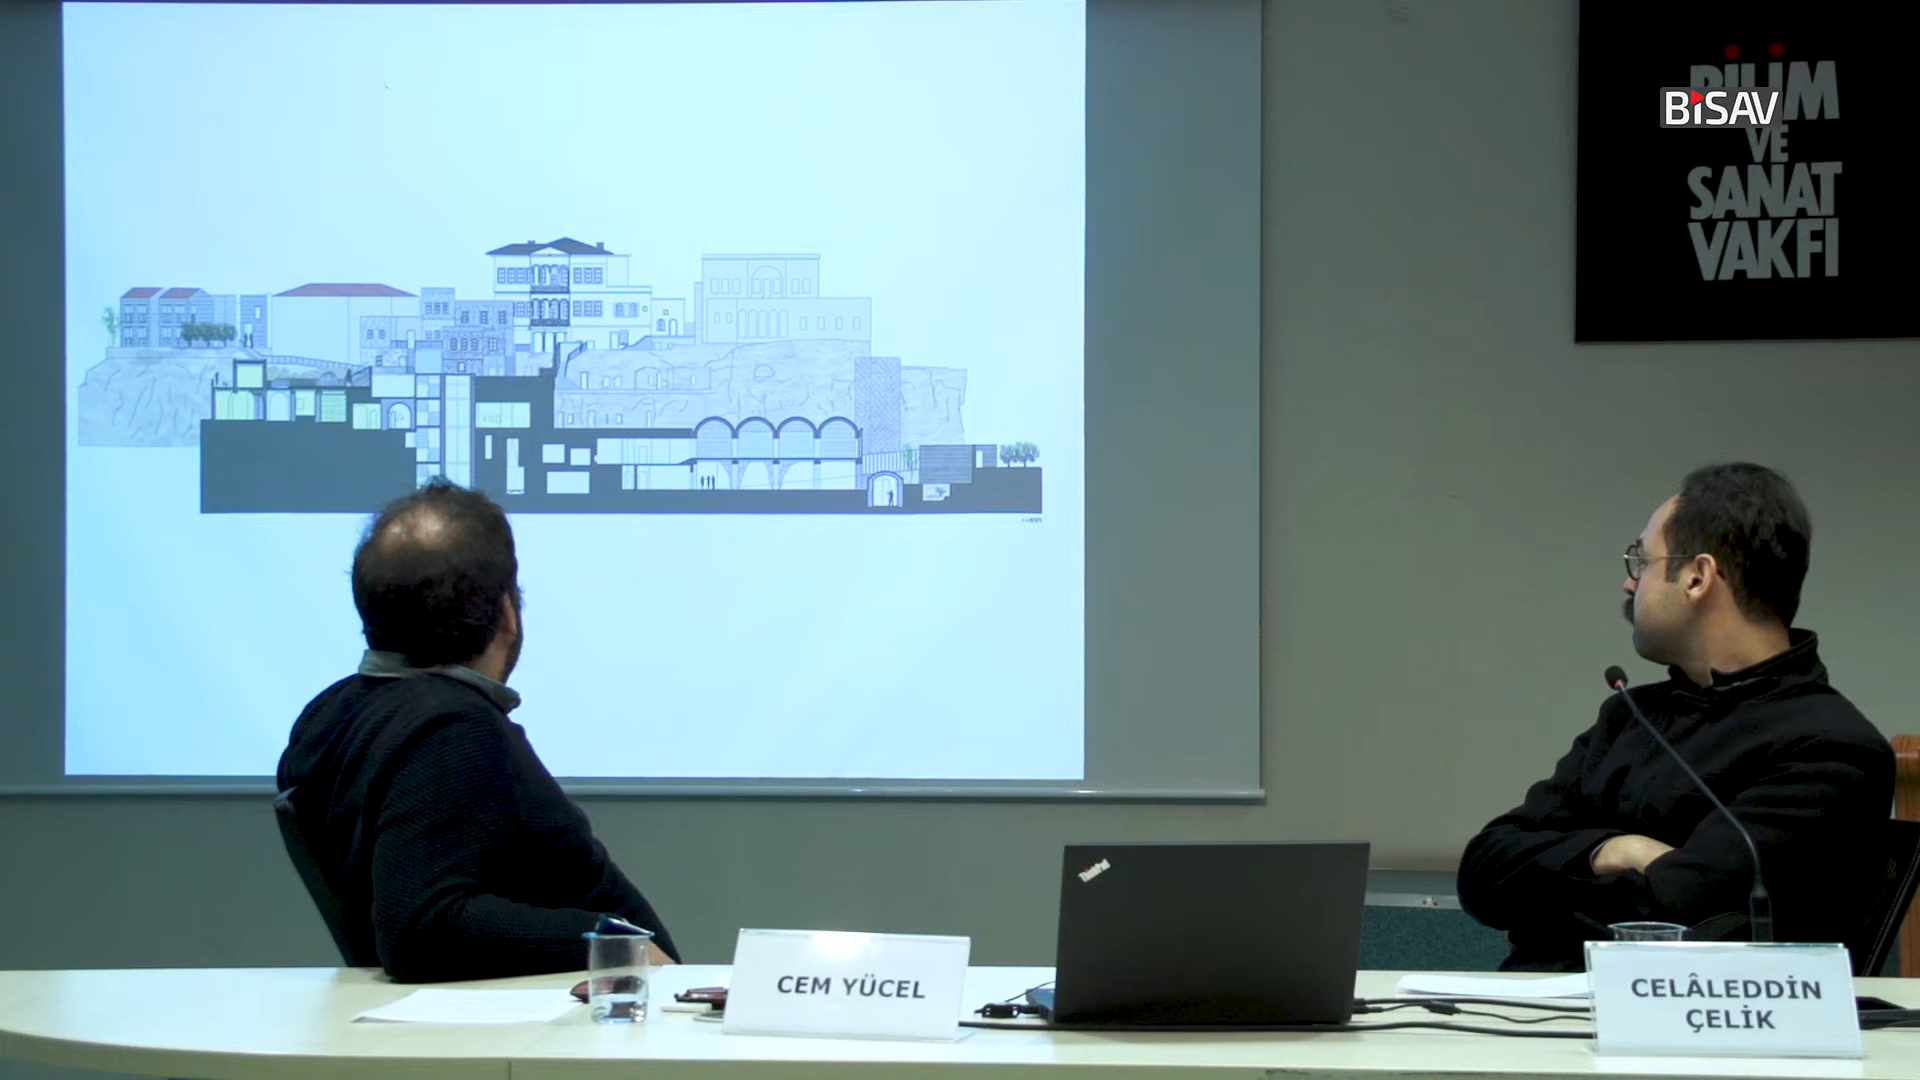 BİLİM
VE
SANAT
VAKFI
BİSAV
ThinkPad
CEM YÜCEL
CELÂLEDDİN
ÇELİK